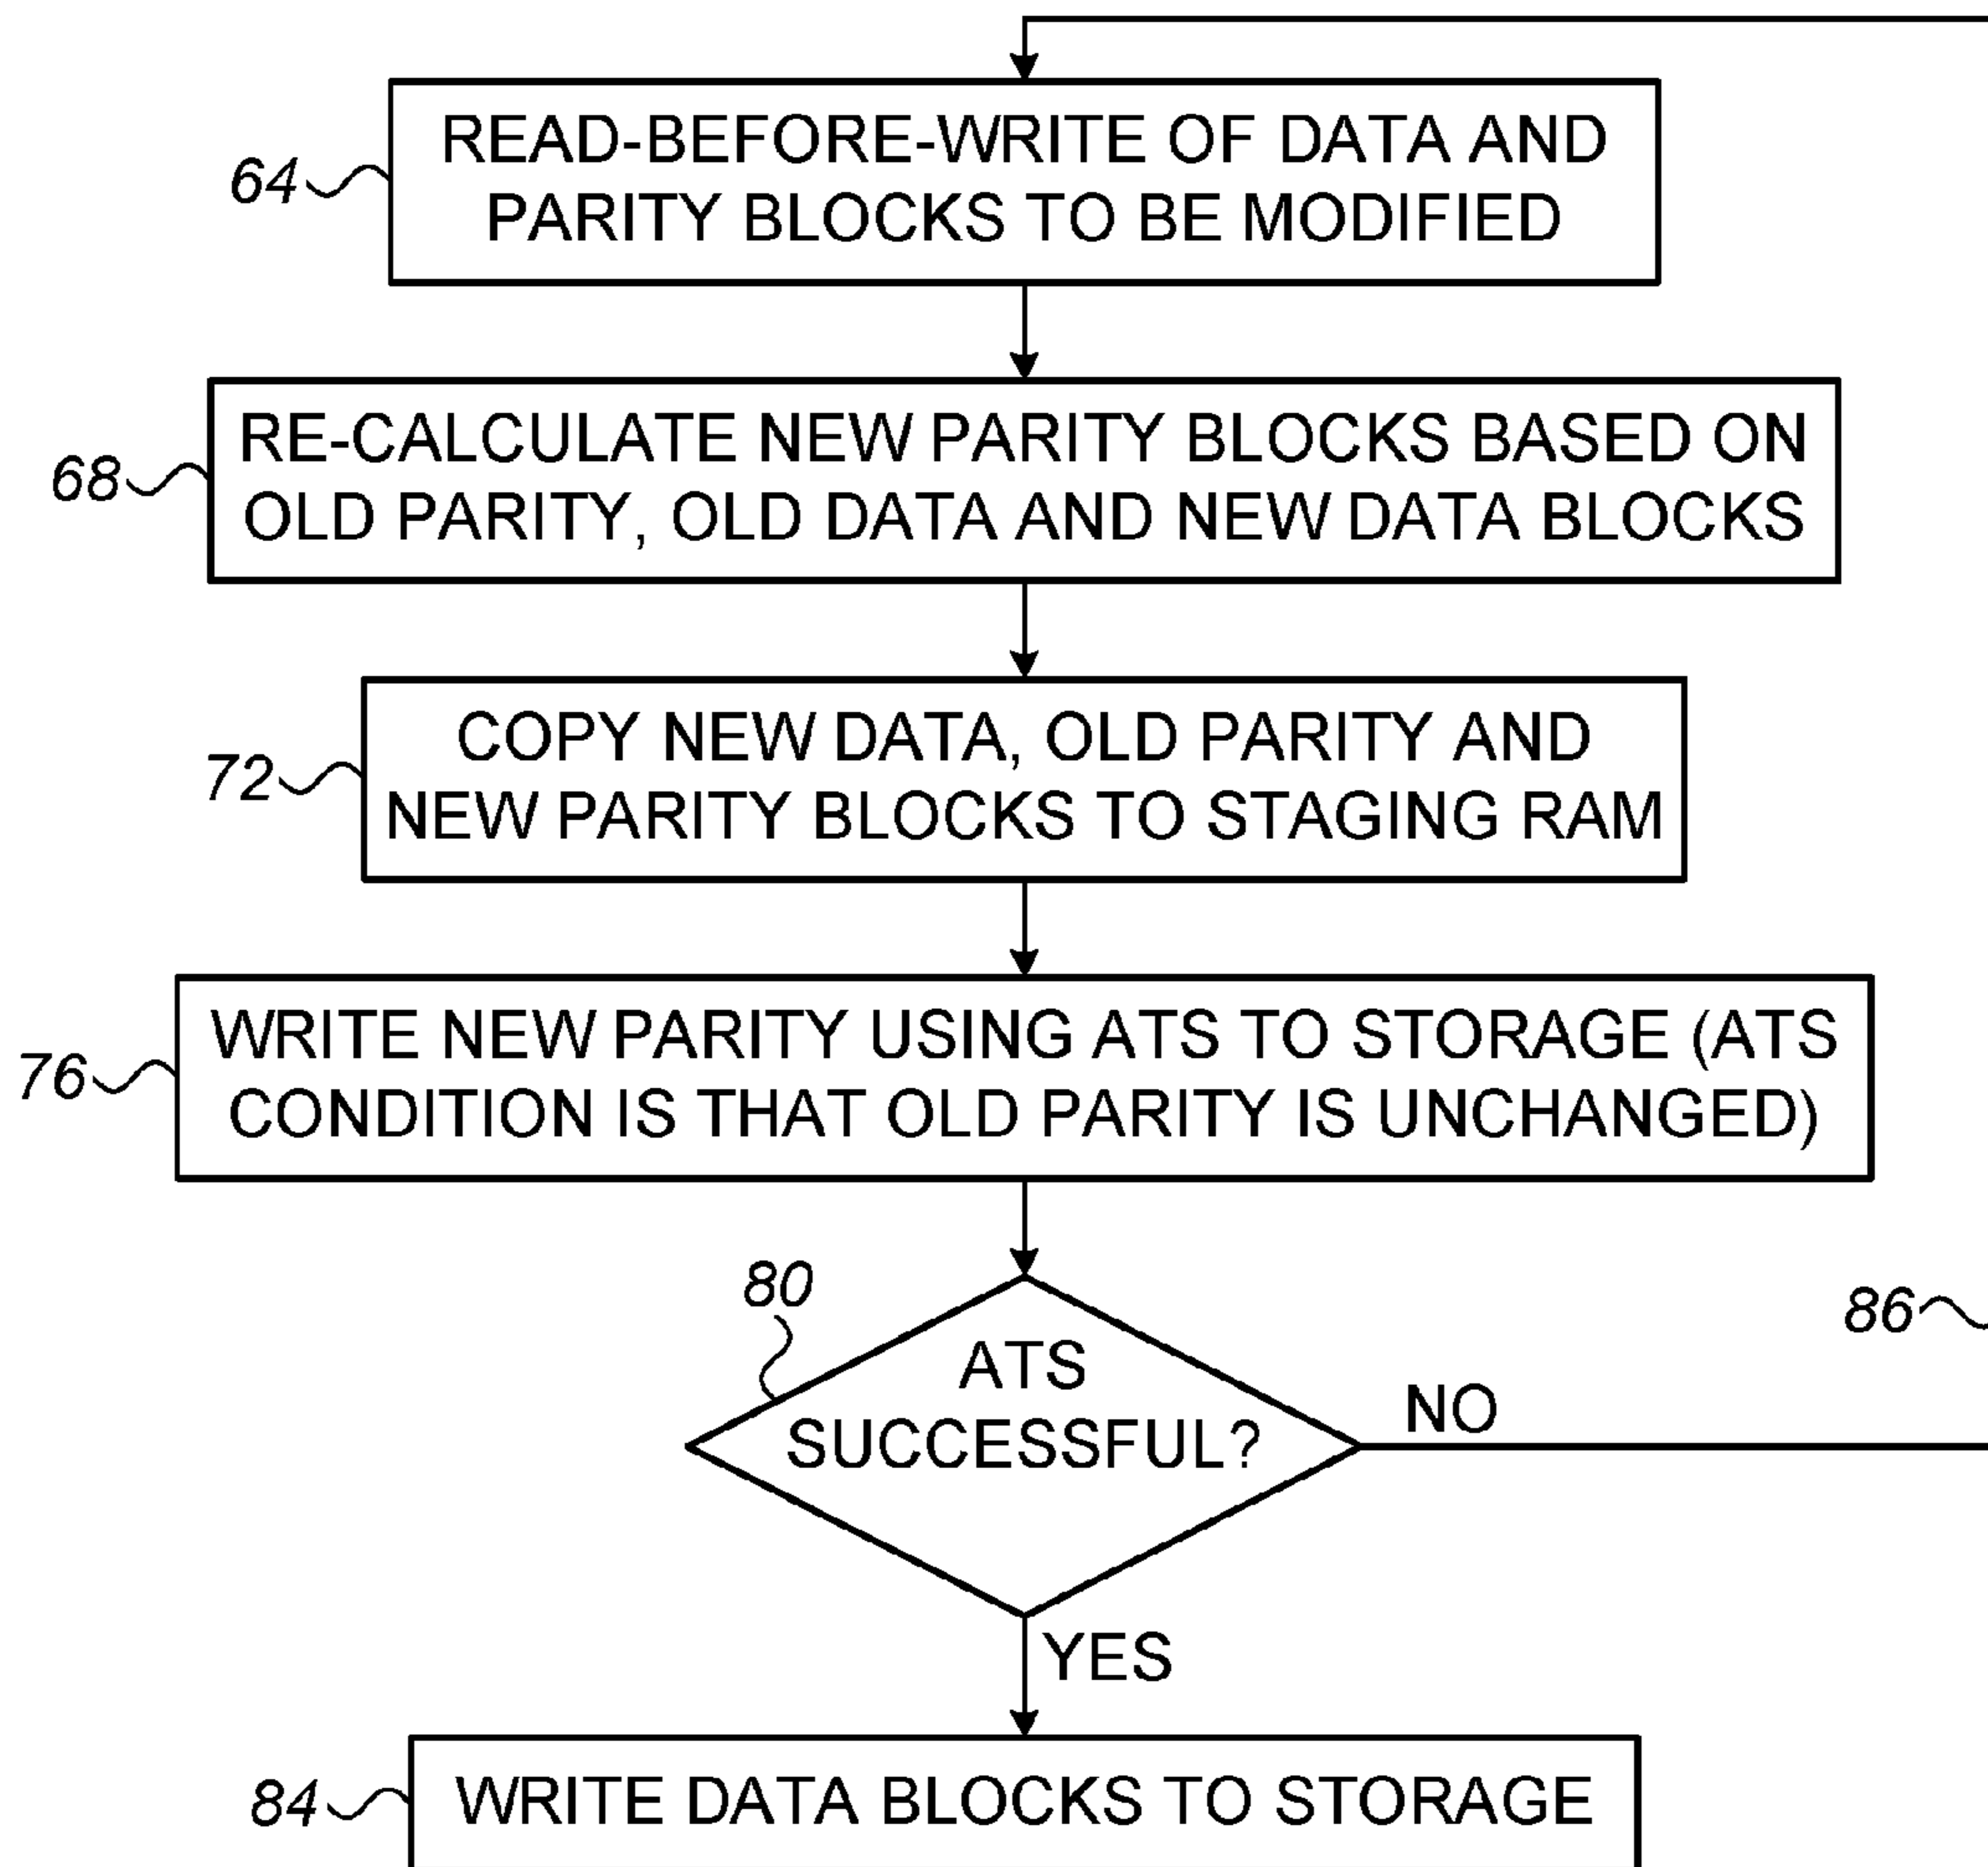 64
READ-BEFORE-WRITE OF DATA AND
PARITY BLOCKS TO BE MODIFIED
68
RE-CALCULATE NEW PARITY BLOCKS BASED ON
OLD PARITY, OLD DATA AND NEW DATA BLOCKS
72
COPY NEW DATA, OLD PARITY AND
NEW PARITY BLOCKS TO STAGING RAM
76
WRITE NEW PARITY USING ATS TO STORAGE (ATS
CONDITION IS THAT OLD PARITY IS UNCHANGED)
80
ATS
SUCCESSFUL?
86
NO
YES
84
WRITE DATA BLOCKS TO STORAGE